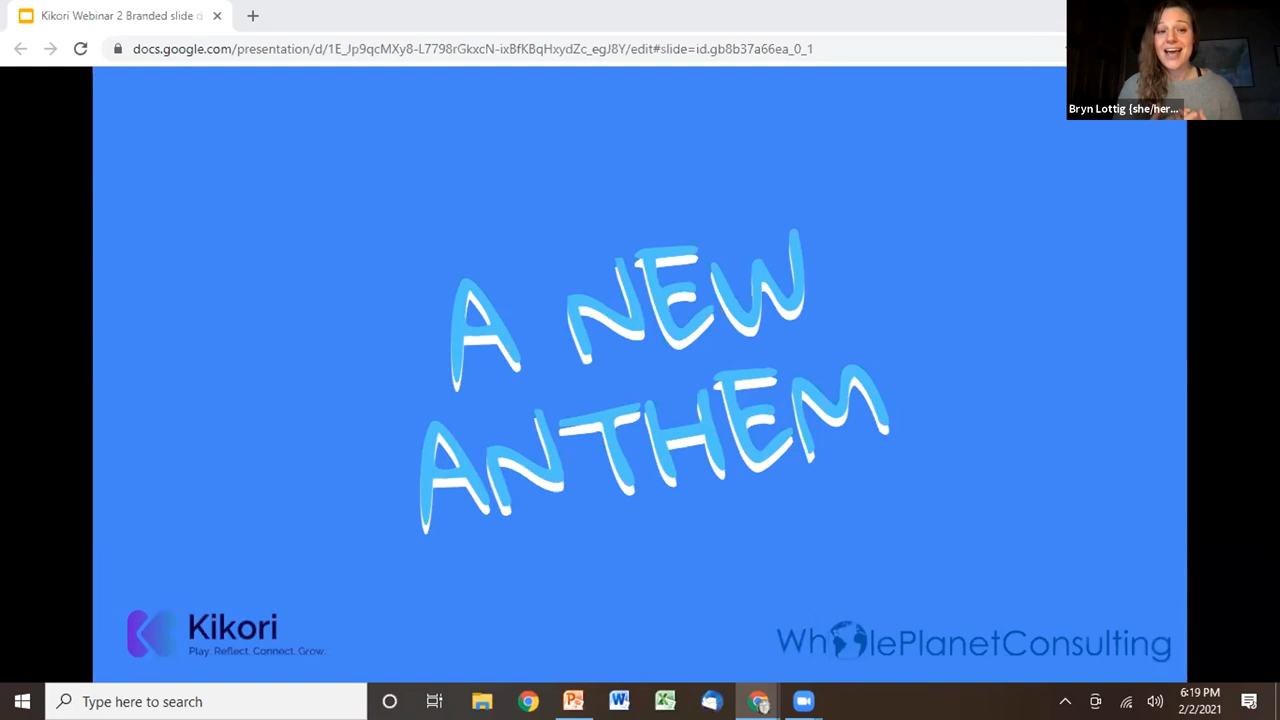 Kikori Webinar 2 Branded slide d
docs.google.com/presentation/d/1E_Jp9qcMXy8-L7798rGkxcN-ixBfKBqHxydZc_egJ8Y/edit#slide=id.gb8b37a66ea_0_1
Bryn Lottig {she/her...
A NEW
ANTHEM
Kikori
Play. Reflect. Connect. Grow.
WholePlanetConsulting
Type here to search
6:19 PM
2/2/2021